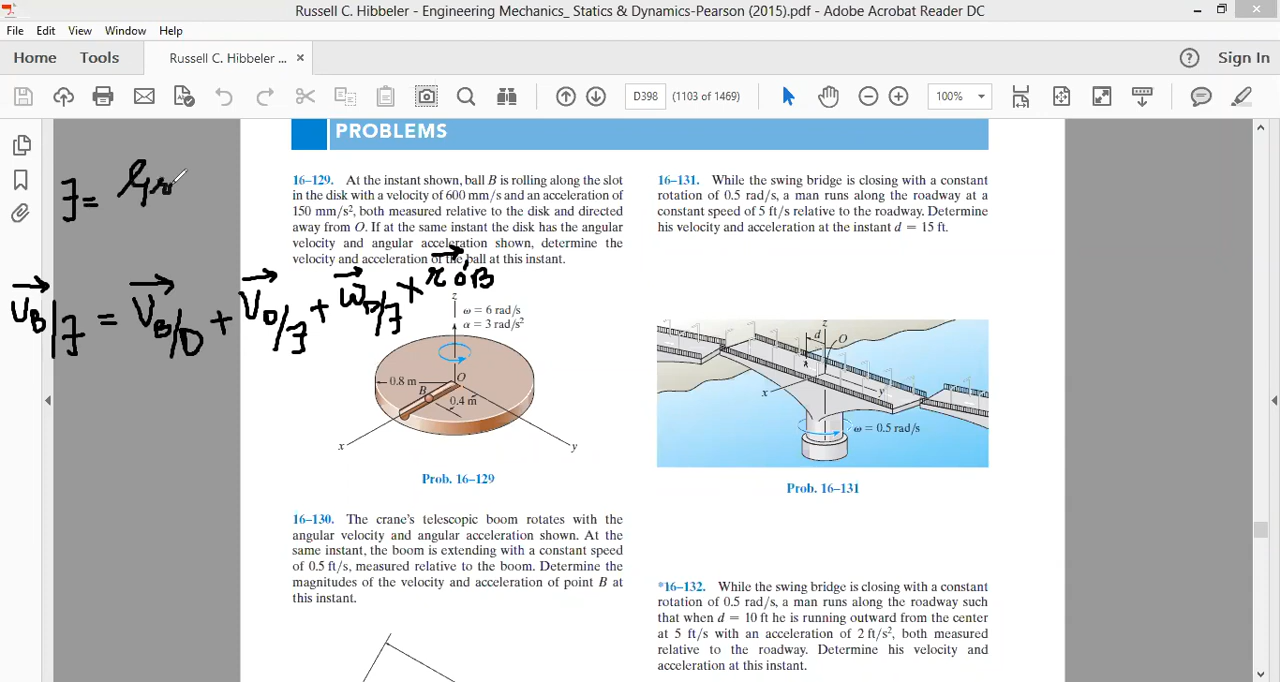 Russell C. Hibbeler - Engineering Mechanics_ Statics & Dynamics-Pearson (2015).pdf - Adobe Acrobat Reader DC
File Edit View Window Help
Home Tools Russell C. Hibbeler - ... × Sign In
D398 (1103 of 1469) 100%
PROBLEMS
16–129. At the instant shown, ball B is rolling along the slot
in the disk with a velocity of 600 mm/s and an acceleration of
150 mm/s², both measured relative to the disk and directed
away from O. If at the same instant the disk has the angular
velocity and angular acceleration shown, determine the
velocity and acceleration of the ball at this instant.
z
ω = 6 rad/s
α = 3 rad/s²
0.8 m
O
B
0.4 m
x
y
Prob. 16–129
16–130. The crane's telescopic boom rotates with the
angular velocity and angular acceleration shown. At the
same instant, the boom is extending with a constant speed
of 0.5 ft/s, measured relative to the boom. Determine the
magnitudes of the velocity and acceleration of point B at
this instant.
16–131. While the swing bridge is closing with a constant
rotation of 0.5 rad/s, a man runs along the roadway at a
constant speed of 5 ft/s relative to the roadway. Determine
his velocity and acceleration at the instant d = 15 ft.
z
d
O
x
y
ω = 0.5 rad/s
Prob. 16–131
*16–132. While the swing bridge is closing with a constant
rotation of 0.5 rad/s, a man runs along the roadway such
that when d = 10 ft he is running outward from the center
at 5 ft/s with an acceleration of 2 ft/s², both measured
relative to the roadway. Determine his velocity and
acceleration at this instant.